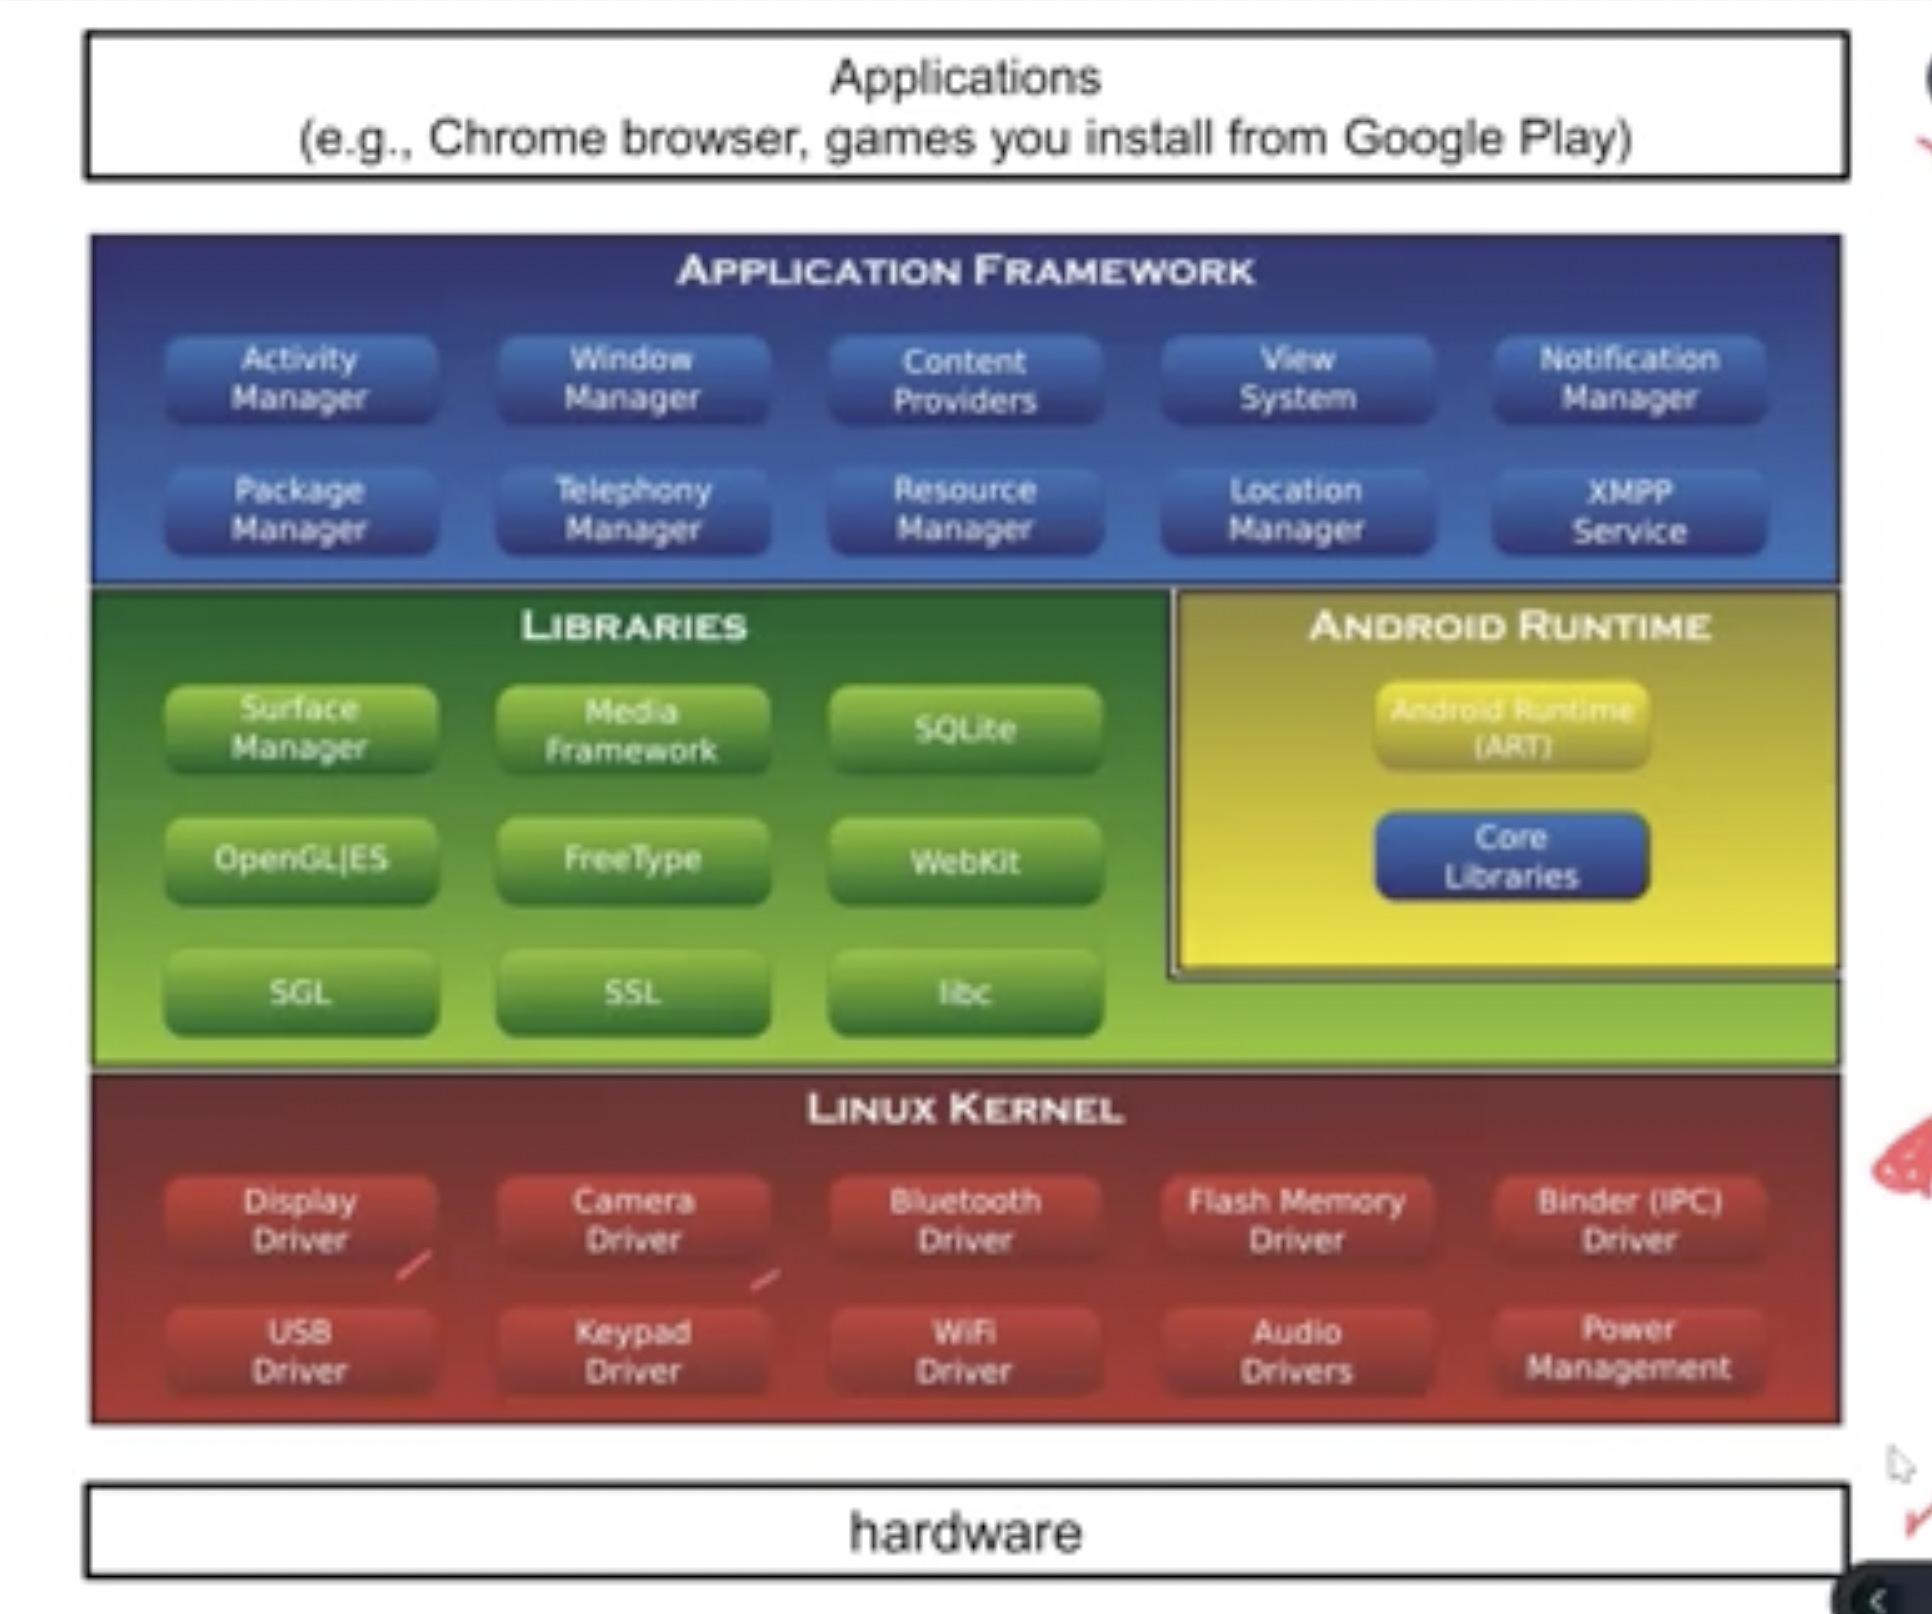 Applications
(e.g., Chrome browser, games you install from Google Play)
APPLICATION FRAMEWORK
Activity
Manager
Window
Manager
Content
Providers
View
System
Notification
Manager
Package
Manager
Telephony
Manager
Resource
Manager
Location
Manager
XMPP
Service
LIBRARIES
Surface
Manager
Media
Framework
SQLite
OpenGL|ES
FreeType
WebKit
SGL
SSL
libc
ANDROID RUNTIME
Android Runtime
(ART)
Core
Libraries
LINUX KERNEL
Display
Driver
Camera
Driver
Bluetooth
Driver
Flash Memory
Driver
Binder (IPC)
Driver
USB
Driver
Keypad
Driver
WiFi
Driver
Audio
Drivers
Power
Management
hardware